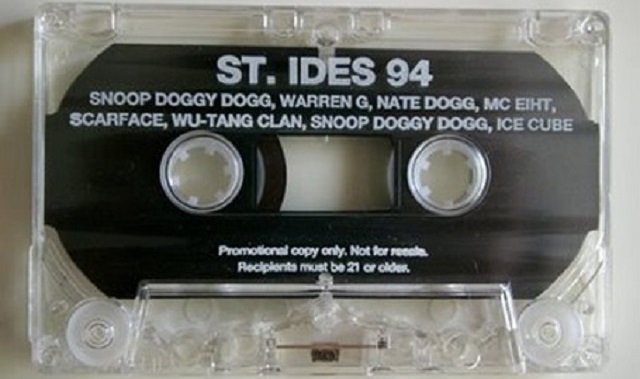 ST. IDES 94
SNOOP DOGGY DOGG, WARREN G, NATE DOGG, MC EIHT,
SCARFACE, WU-TANG CLAN, SNOOP DOGGY DOGG, ICE CUBE
Promotional copy only. Not for resale.
Recipients must be 21 or older.